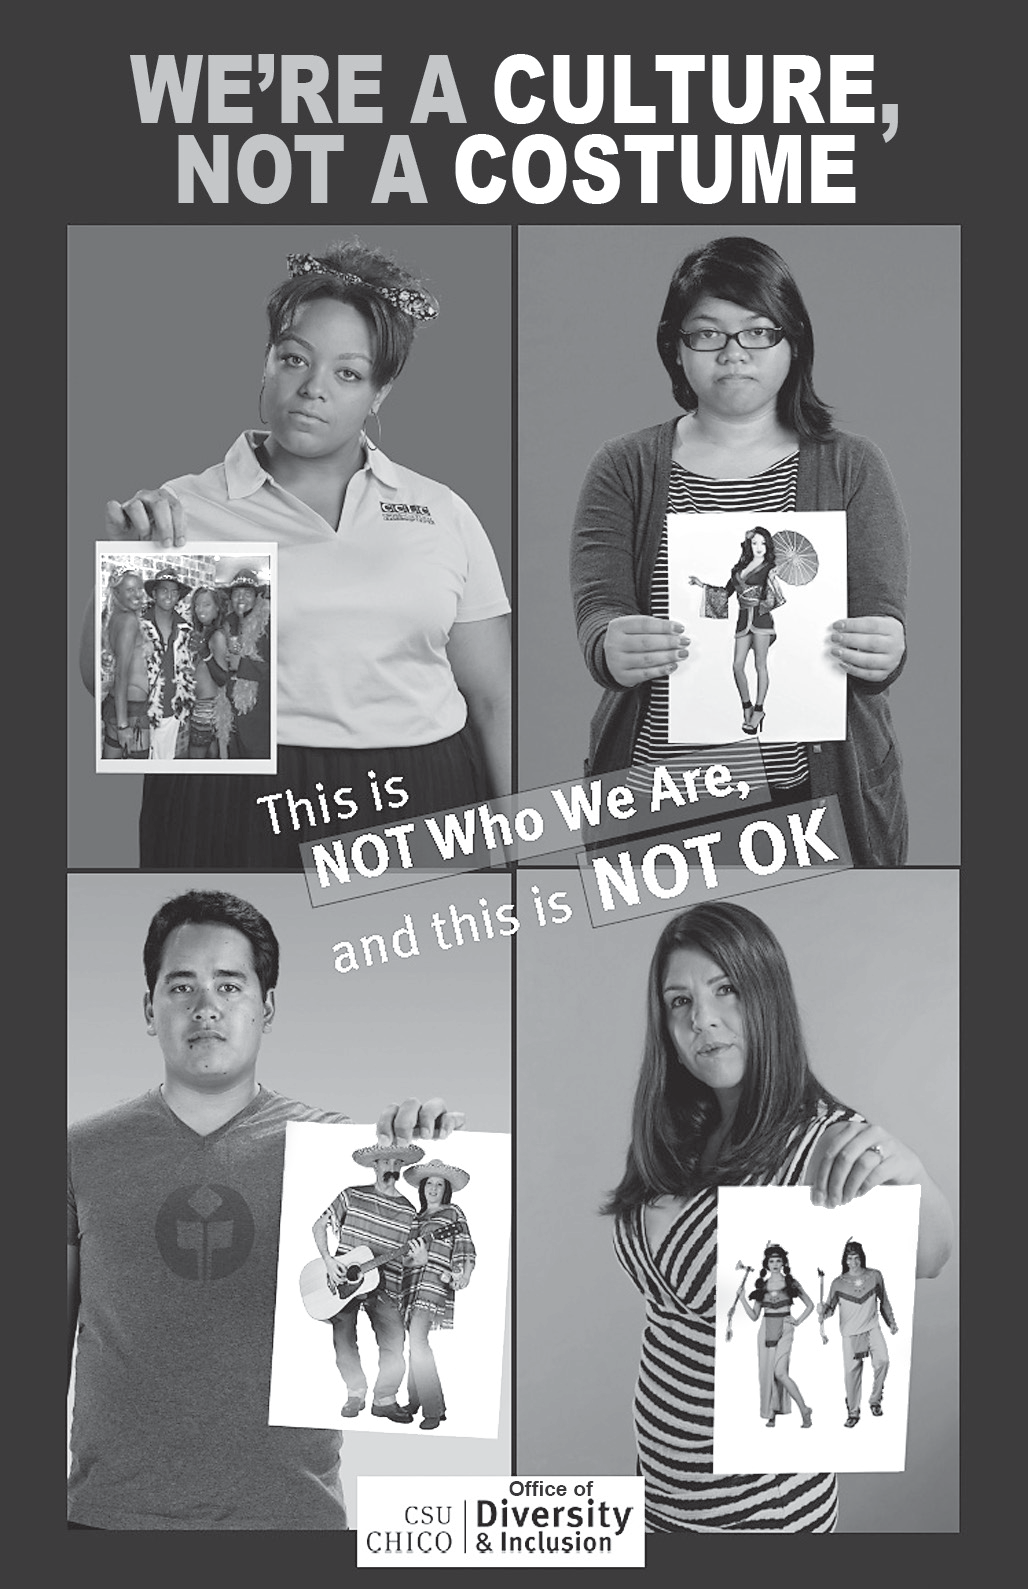 WE'RE A CULTURE,
NOT A COSTUME
This is
NOT Who We Are,
and this is NOT OK
Office of
CSU CHICO
Diversity
& Inclusion